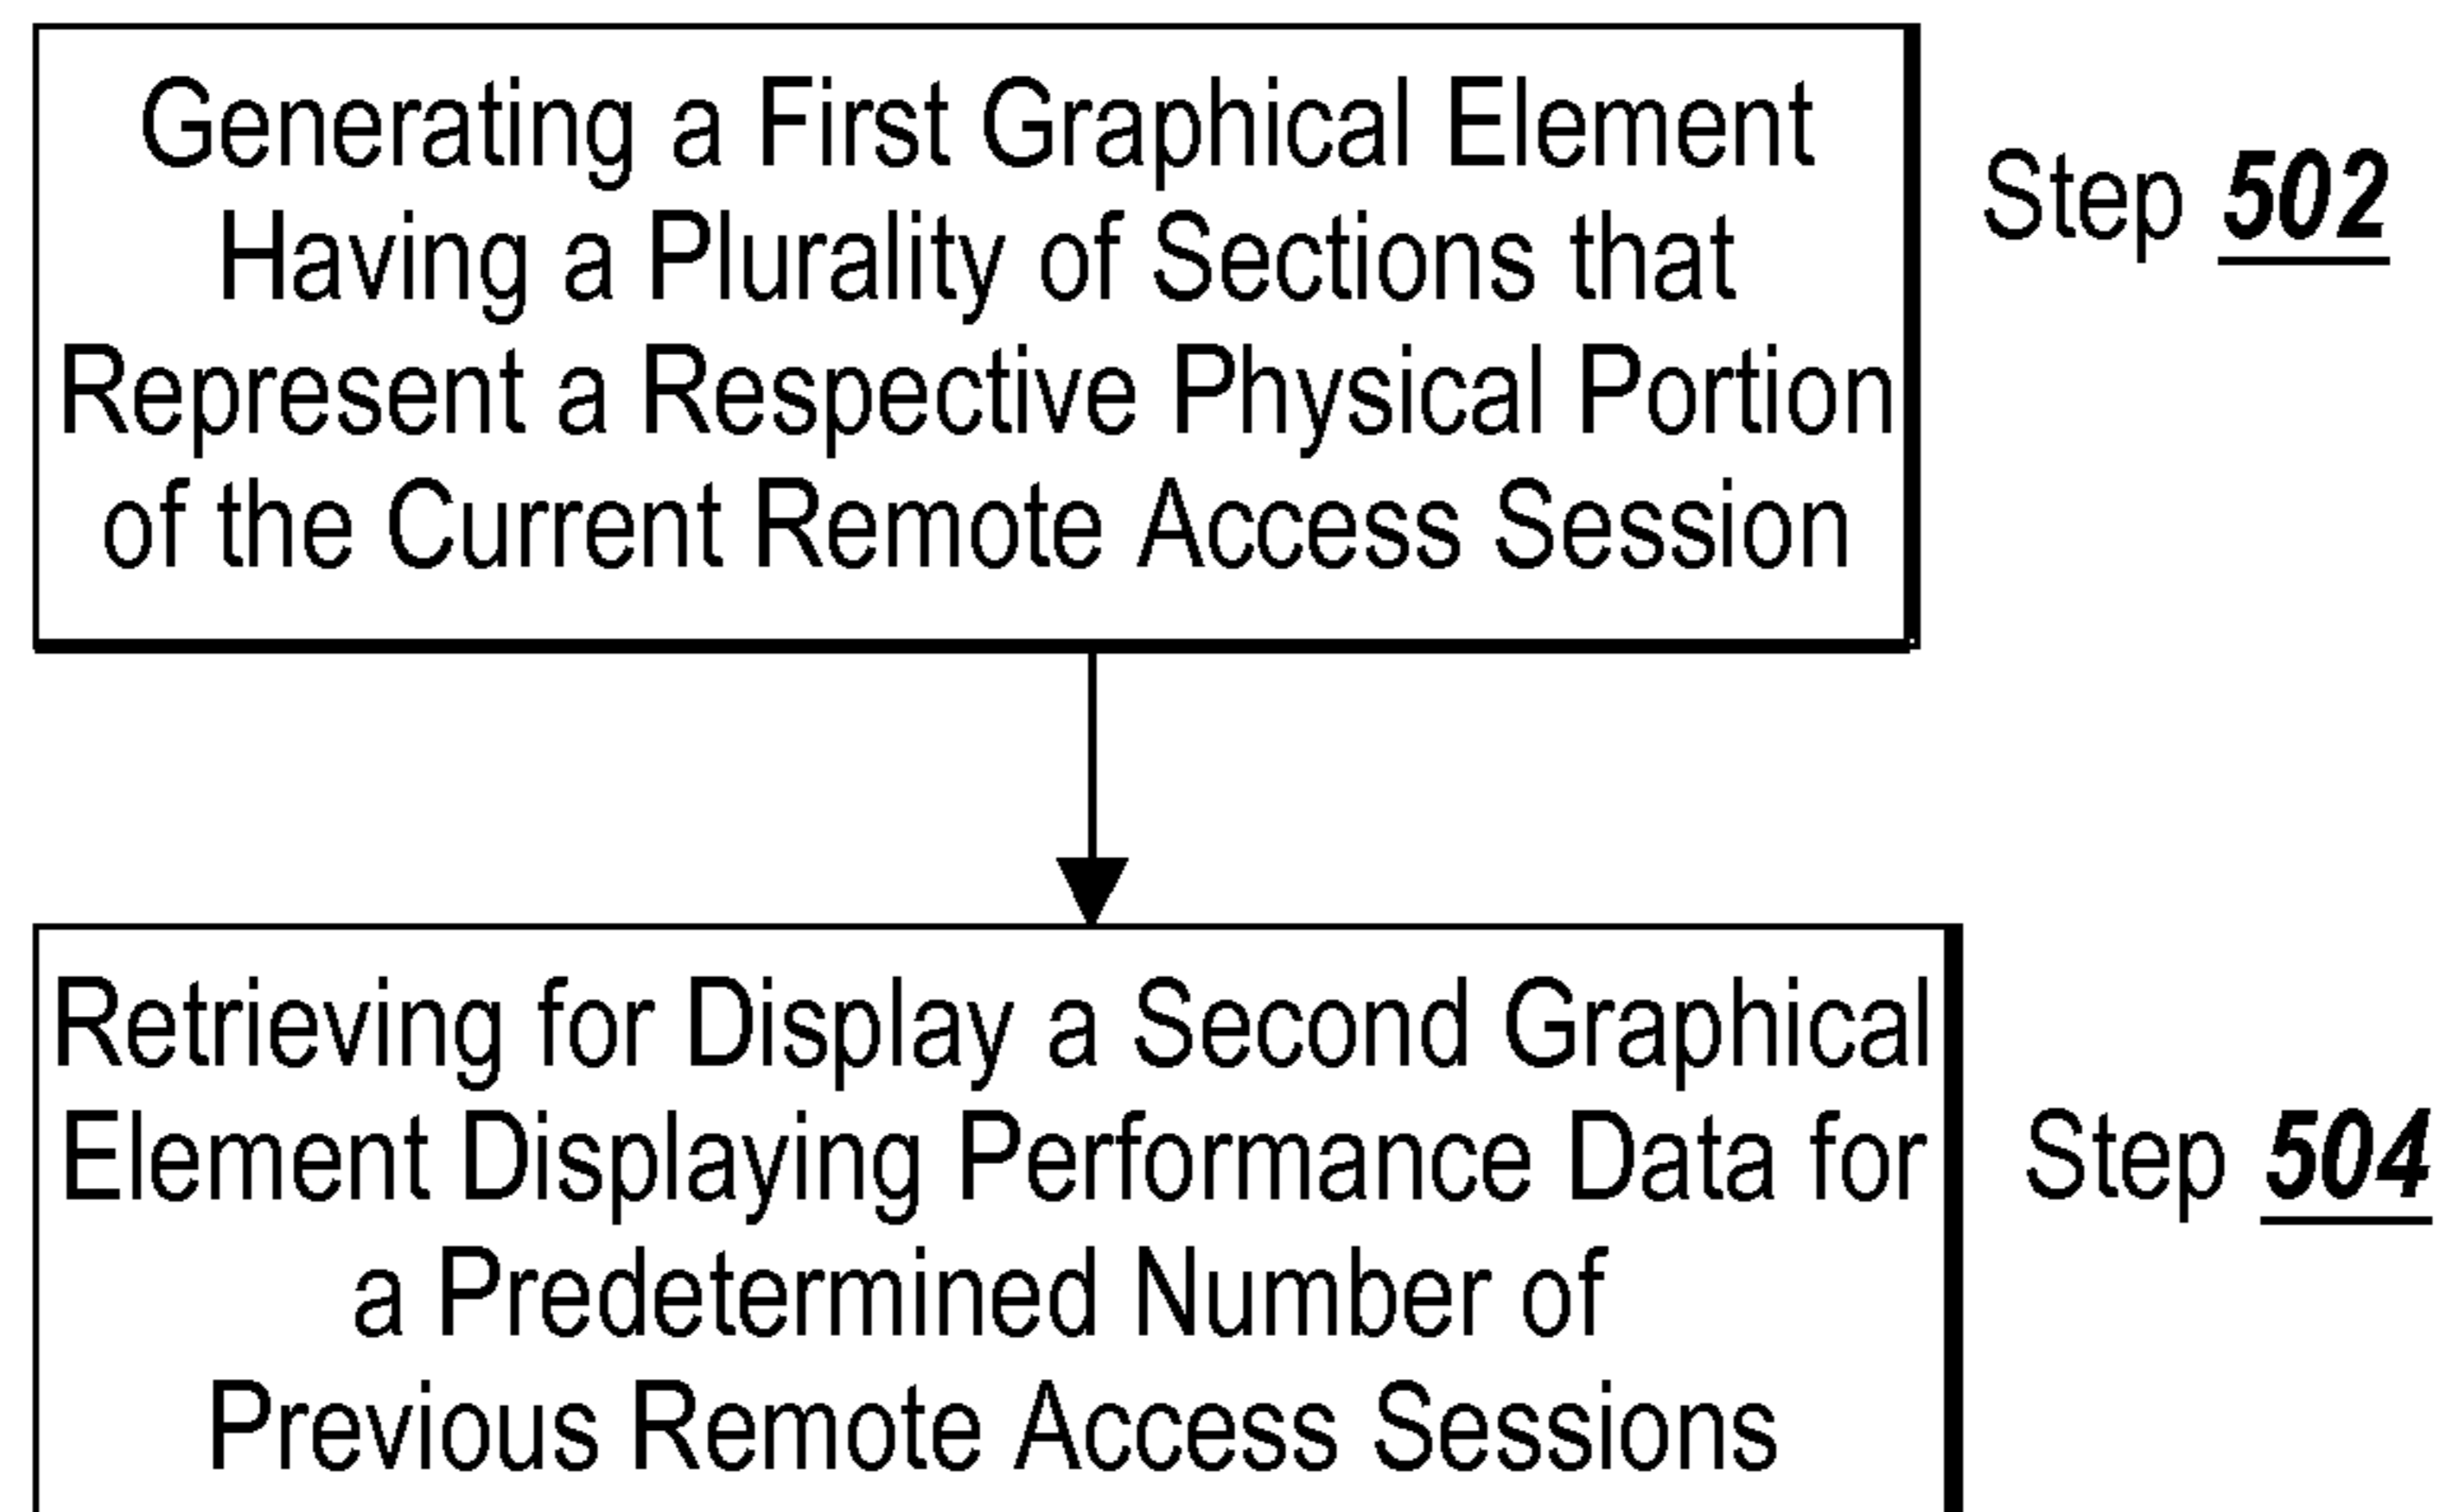 Generating a First Graphical Element
Having a Plurality of Sections that
Represent a Respective Physical Portion
of the Current Remote Access Session
Step 502
Retrieving for Display a Second Graphical
Element Displaying Performance Data for
a Predetermined Number of
Previous Remote Access Sessions
Step 504